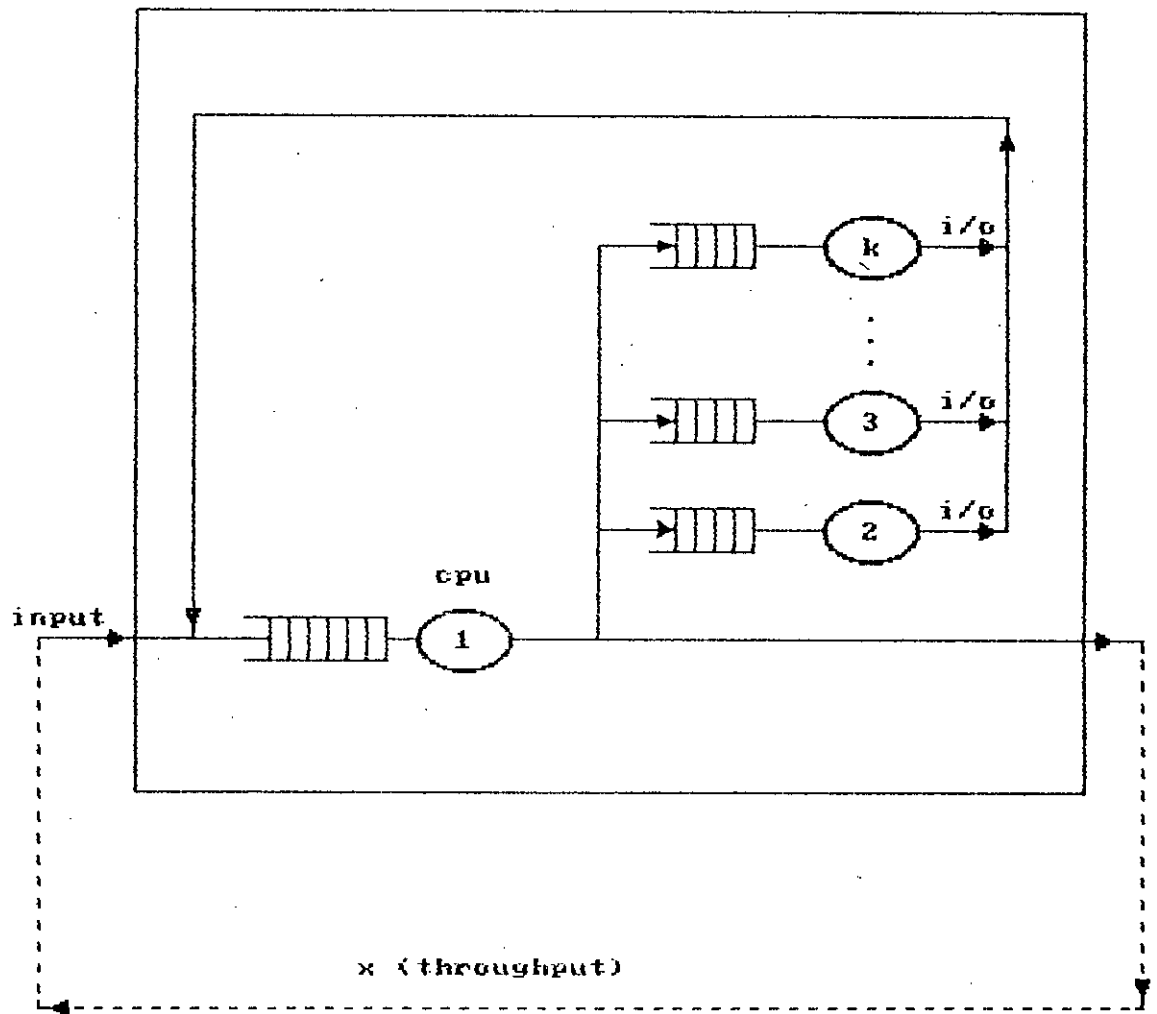 i/o
k
i/o
3
i/o
2
cpu
input
1
x (throughput)